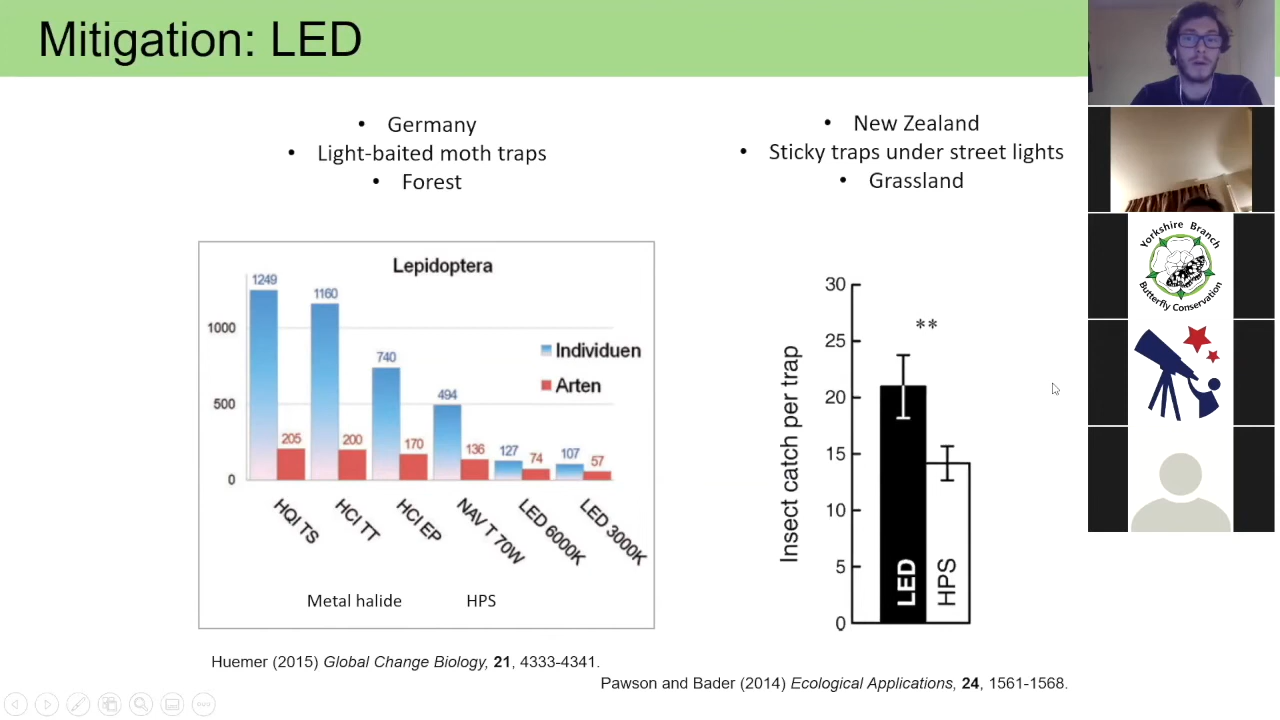 Mitigation: LED
• Germany
• Light-baited moth traps
• Forest
• New Zealand
• Sticky traps under street lights
• Grassland
Lepidoptera
1249
1160
1000
740
Individuen
500
494
Arten
205
200
170
136
127
74
107
57
0
HQI TS
HCI TT
HCI EP
NAV T 70W
LED 6000K
LED 3000K
Metal halide
HPS
Insect catch per trap
30
25
20
15
10
5
0
**
LED
HPS
Huemer (2015) Global Change Biology, 21, 4333-4341.
Pawson and Bader (2014) Ecological Applications, 24, 1561-1568.
Yorkshire Branch
Butterfly Conservation